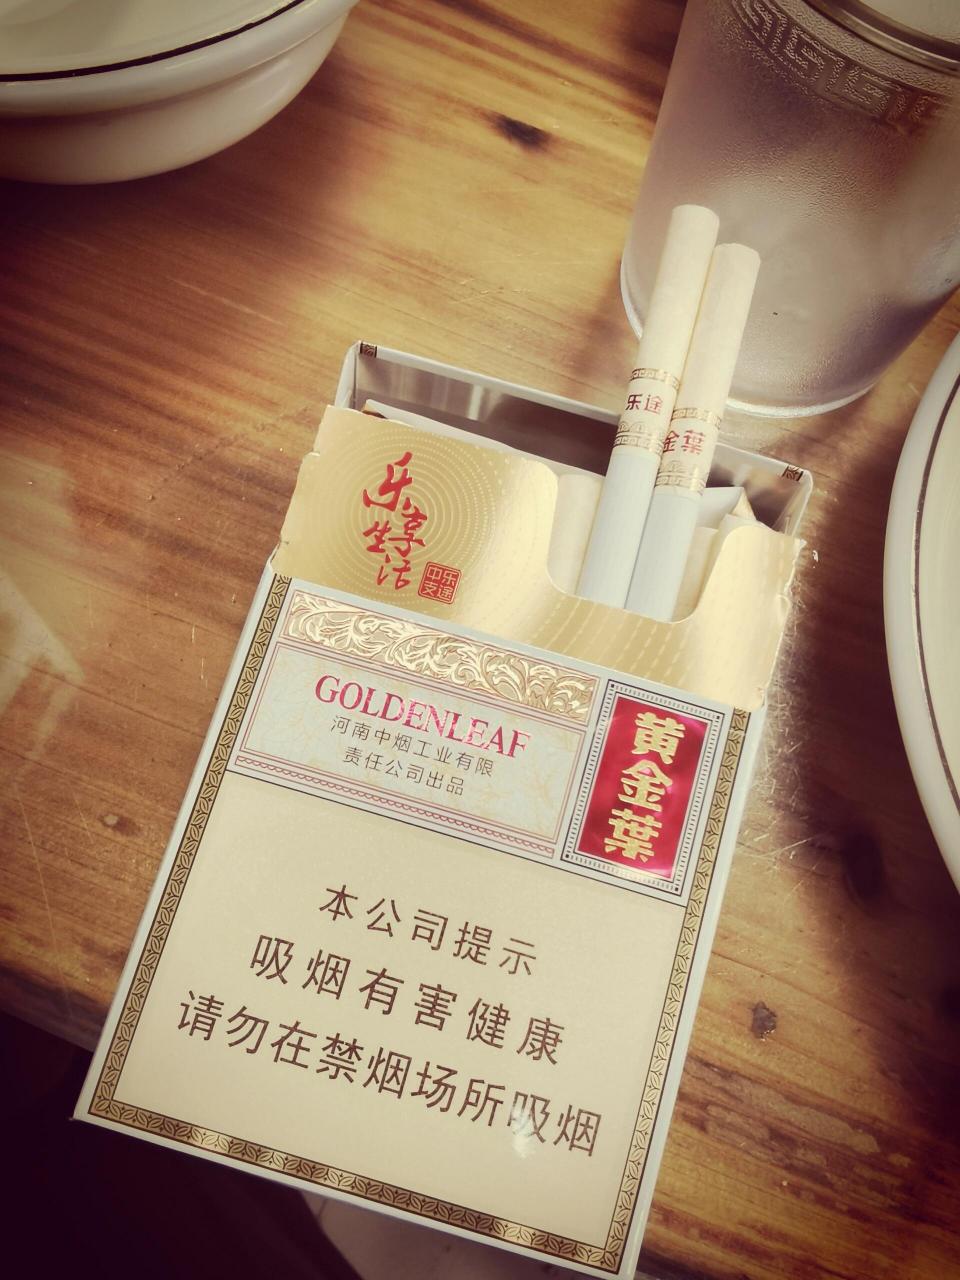 乐途
金葉
乐享
生活
乐途
中支
GOLDENLEAF
河南中烟工业有限
责任公司出品
黄金葉
本公司提示
吸烟有害健康
请勿在禁烟场所吸烟